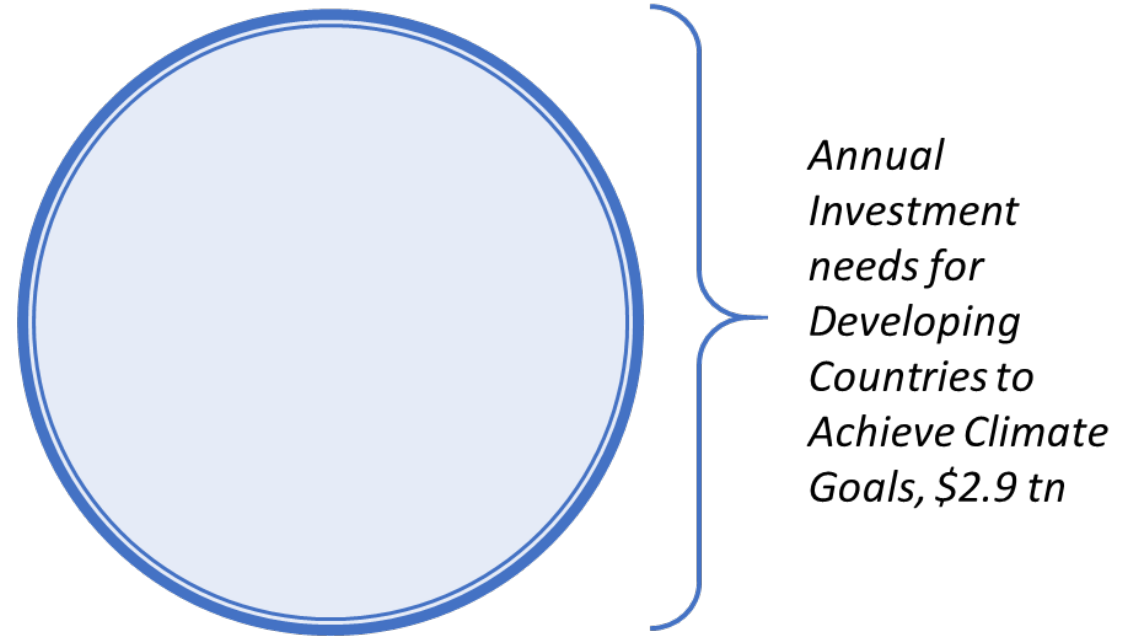 Annual
Investment
needs for
Developing
Countries to
Achieve Climate
Goals, $2.9 tn